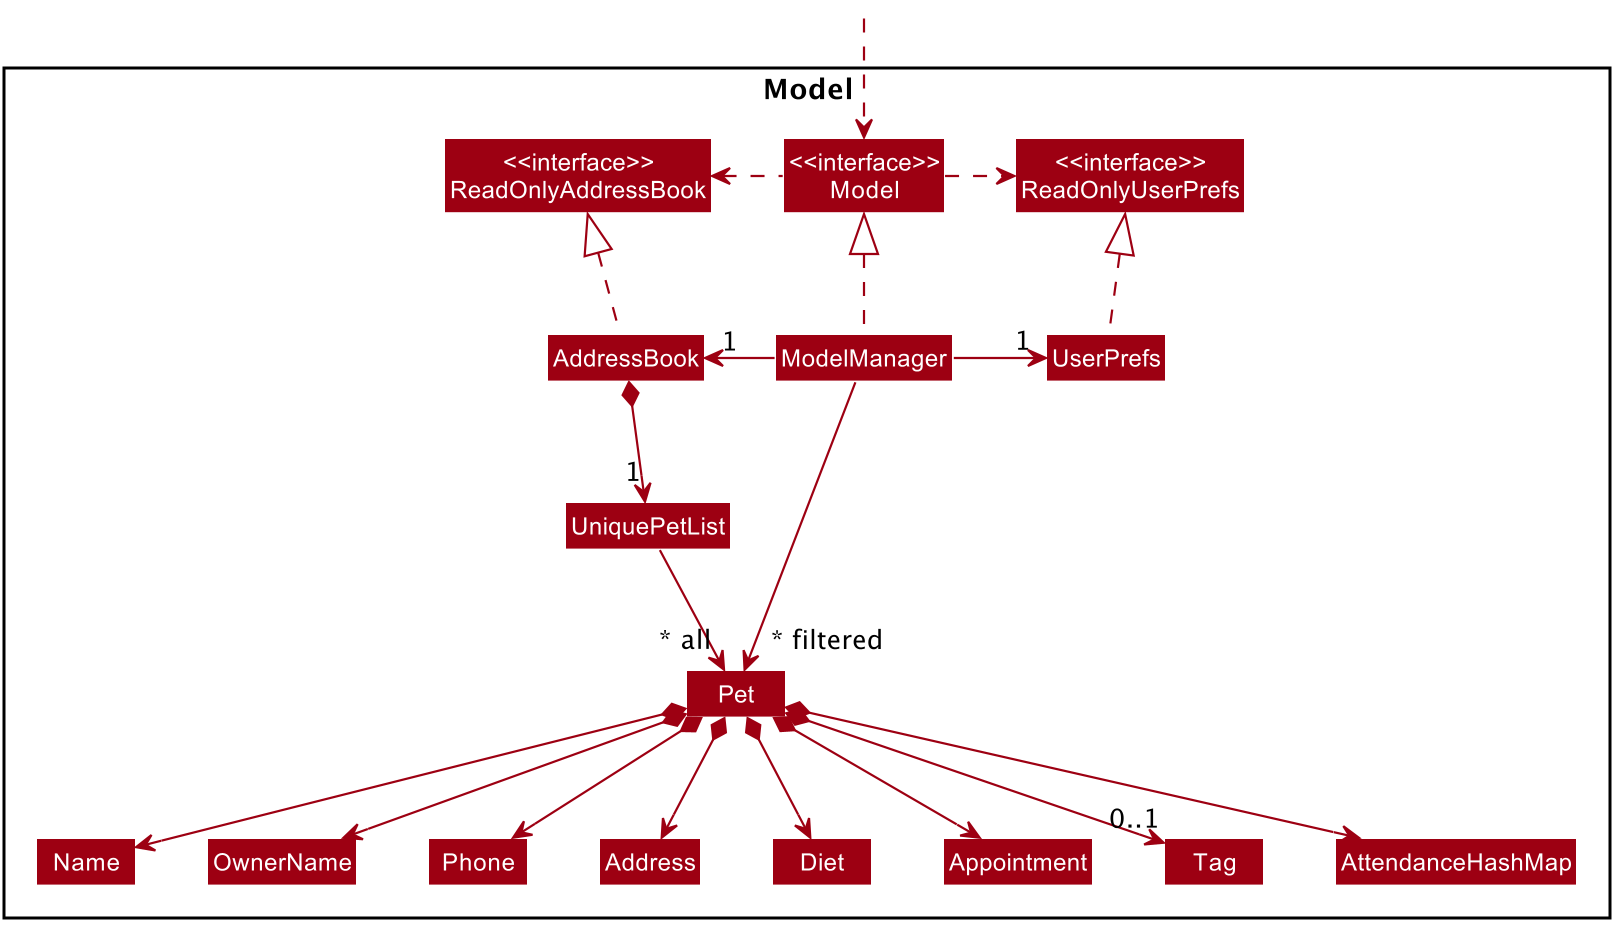 Model
<<interface>>
ReadOnlyAddressBook
<<interface>>
Model
<<interface>>
ReadOnlyUserPrefs
AddressBook
1
ModelManager
1
UserPrefs
1
UniquePetList
* all
* filtered
Pet
0..1
Name
OwnerName
Phone
Address
Diet
Appointment
Tag
AttendanceHashMap